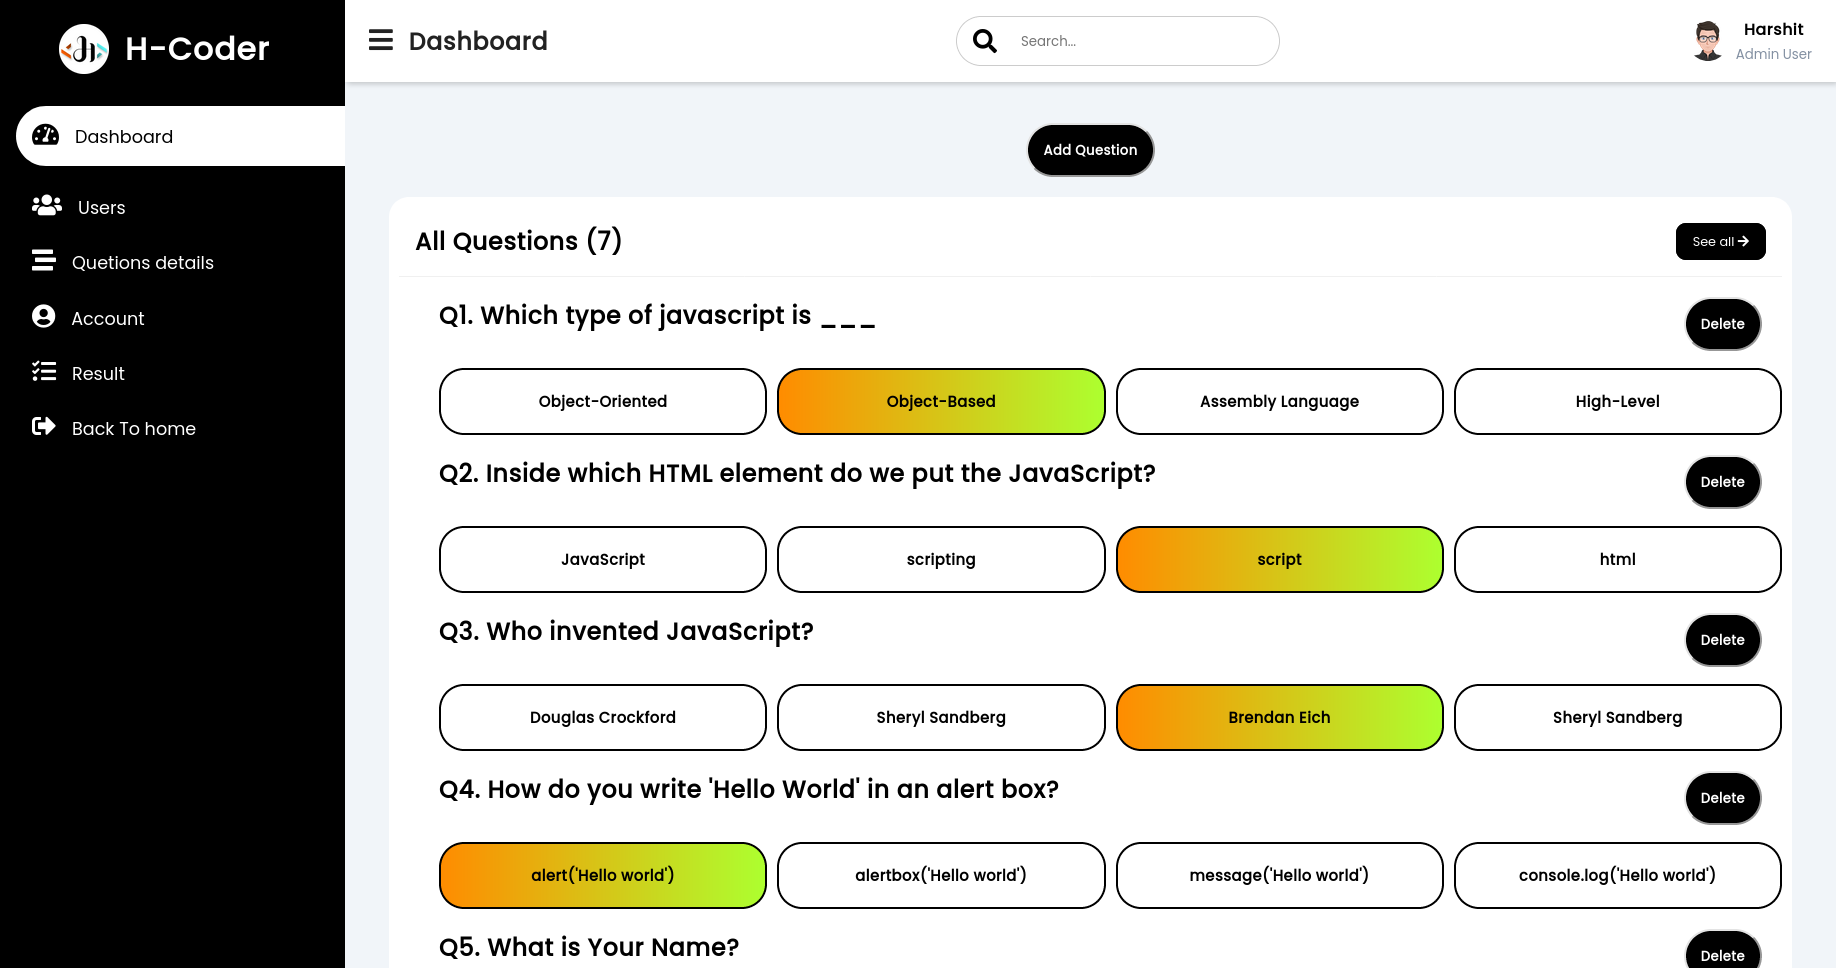 H-Coder
Dashboard
Users
Quetions details
Account
Result
Back To home
Dashboard
Search...
Harshit
Admin User
Add Question
All Questions (7)
See all
Q1. Which type of javascript is ___
Delete
Object-Oriented
Object-Based
Assembly Language
High-Level
Q2. Inside which HTML element do we put the JavaScript?
Delete
JavaScript
scripting
script
html
Q3. Who invented JavaScript?
Delete
Douglas Crockford
Sheryl Sandberg
Brendan Eich
Sheryl Sandberg
Q4. How do you write 'Hello World' in an alert box?
Delete
alert('Hello world')
alertbox('Hello world')
message('Hello world')
console.log('Hello world')
Q5. What is Your Name?
Delete